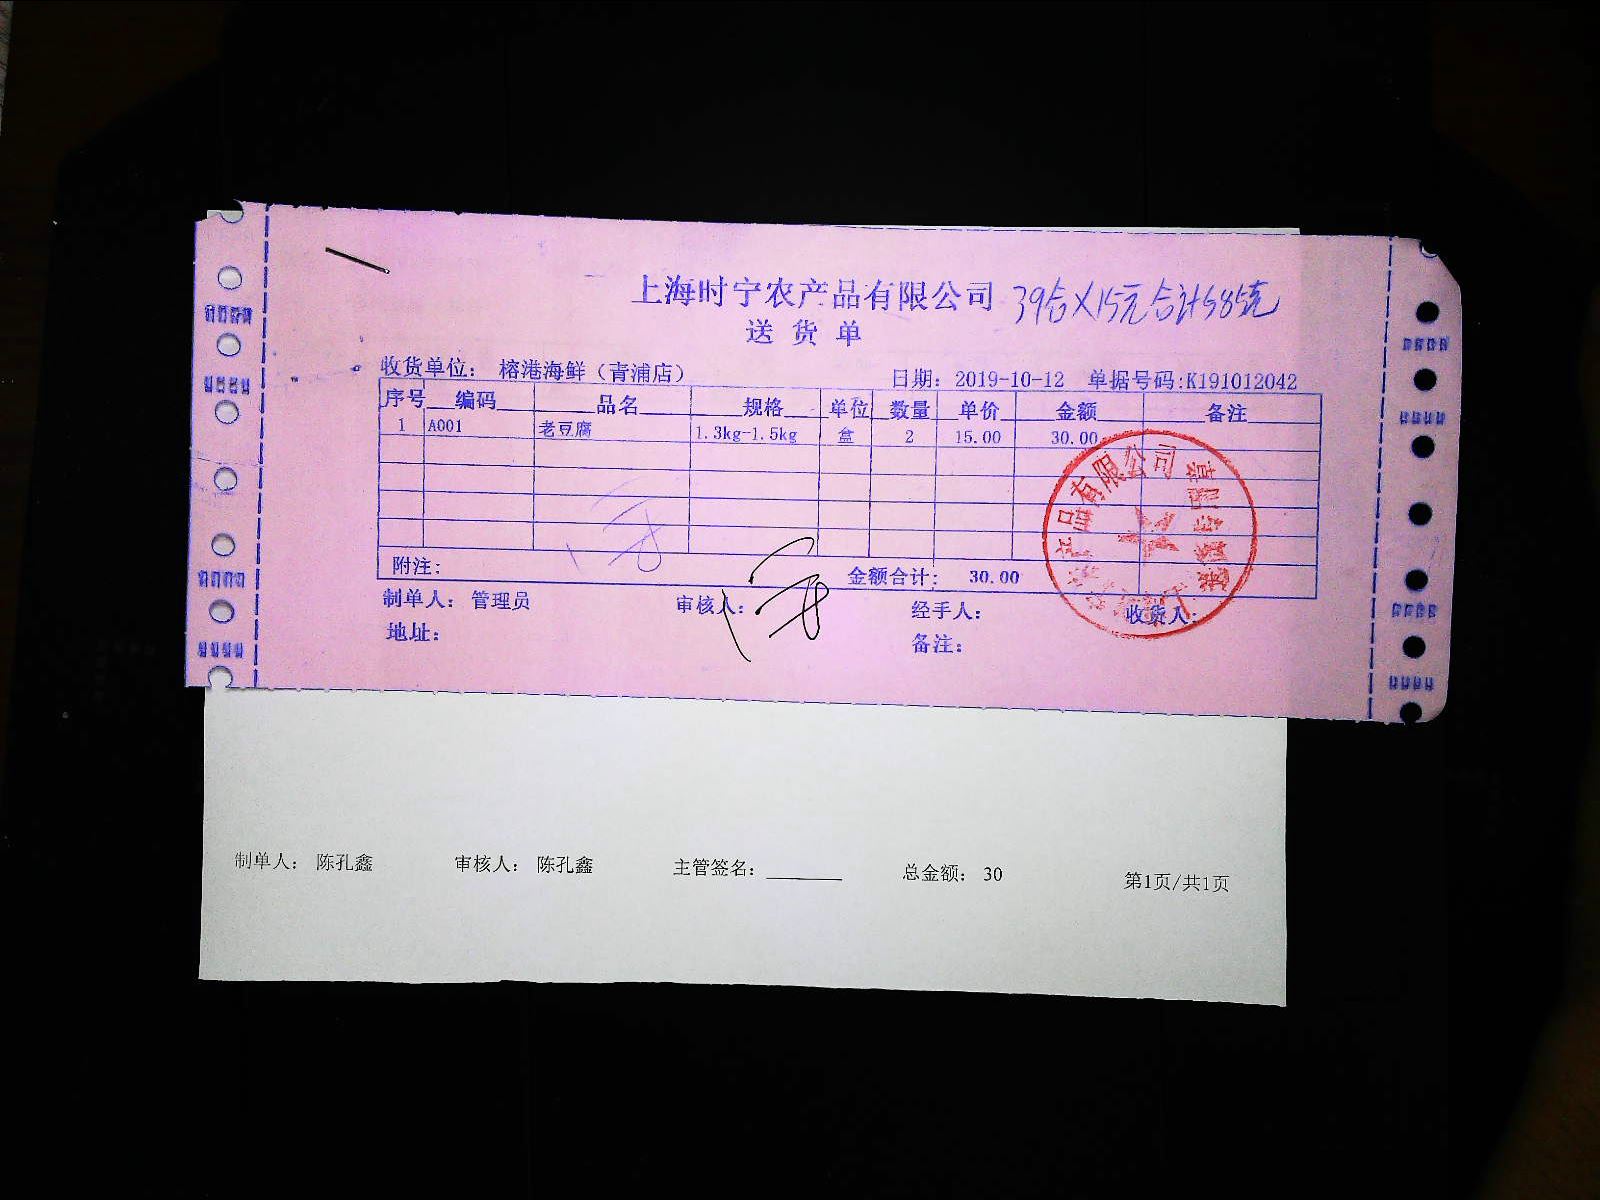 上海时宁农产品有限公司 39合×15元合计585元
送货单
收货单位: 榕港海鲜（青浦店） 日期: 2019-10-12 单据号码:K191012042
序号 编码 品名 规格 单位 数量 单价 金额 备注
1 A001 老豆腐 1.3kg-1.5kg 盒 2 15.00 30.00
附注: 金额合计: 30.00
制单人: 管理员 审核人: 经手人: 收货人:
地址: 备注:
有限公司
制单人: 陈孔鑫 审核人: 陈孔鑫 主管签名: ________ 总金额: 30 第1页/共1页